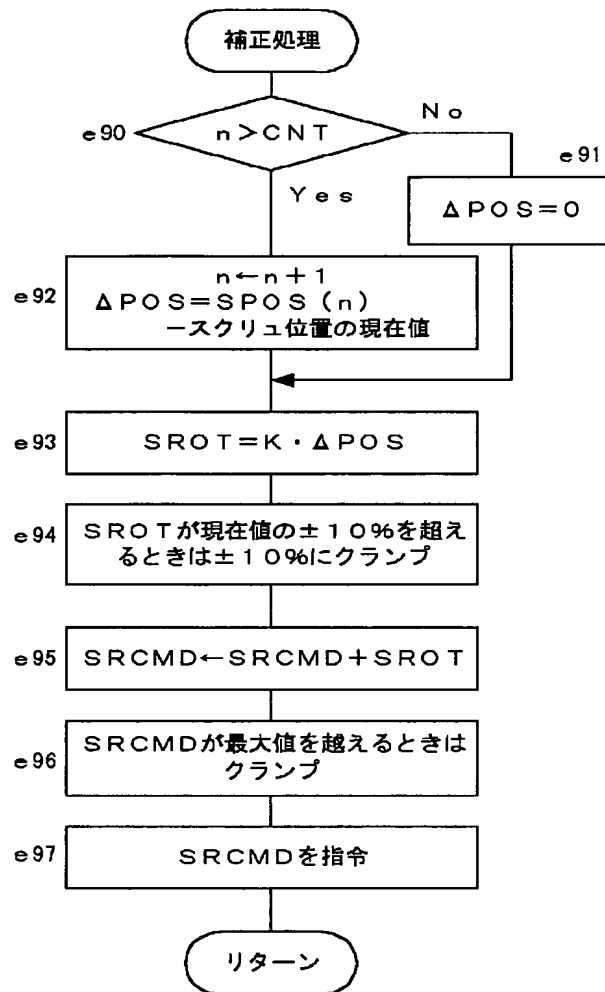 補正処理
e90
n>CNT
No
Yes
e91
ΔPOS=0
e92
n←n+1
ΔPOS=SPOS(n)
-スクリュ位置の現在値
e93
SROT=K・ΔPOS
e94
SROTが現在値の±10%を超え
るときは±10%にクランプ
e95
SRCMD←SRCMD+SROT
e96
SRCMDが最大値を越えるときは
クランプ
e97
SRCMDを指令
リターン